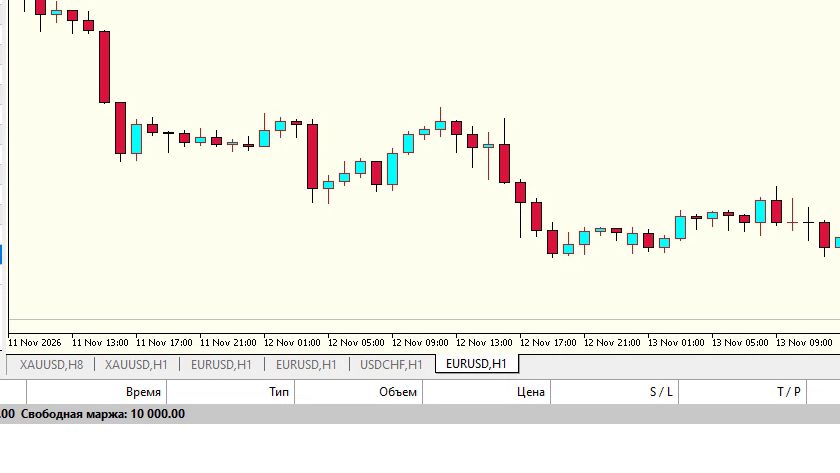 11 Nov 2026 11 Nov 13:00 11 Nov 17:00 11 Nov 21:00 12 Nov 01:00 12 Nov 05:00 12 Nov 09:00 12 Nov 13:00 12 Nov 17:00 12 Nov 21:00 13 Nov 01:00 13 Nov 05:00 13 Nov 09:00
XAUUSD,H8 XAUUSD,H1 EURUSD,H1 EURUSD,H1 USDCHF,H1 EURUSD,H1
Время Тип Объем Цена S / L T / P
.00 Свободная маржа: 10 000.00